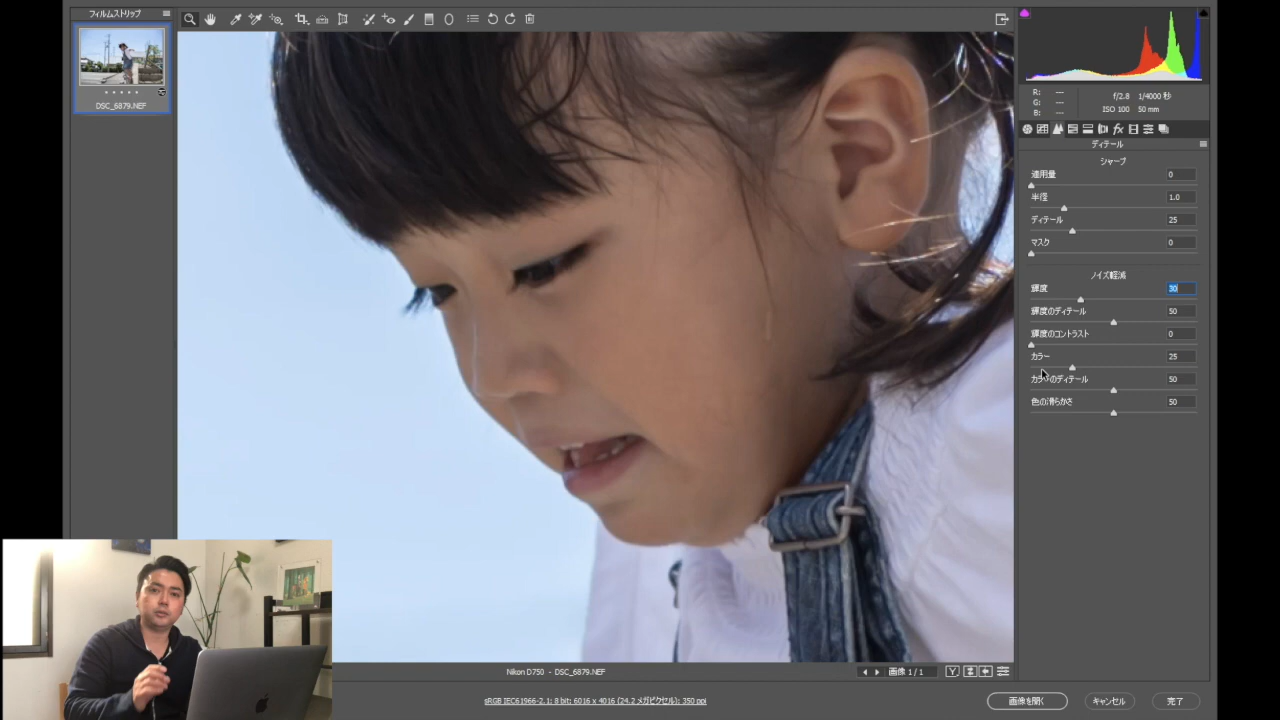 フィルムストリップ
DSC_6879.NEF
R: ---
G: ---
B: ---
f/2.8 1/4000 秒
ISO 100 50 mm
fx
ディテール
シャープ
適用量 0
半径 1.0
ディテール 25
マスク 0
ノイズ軽減
輝度 30
輝度のディテール 50
輝度のコントラスト 0
カラー 25
カラーのディテール 50
色の滑らかさ 50
Nikon D750 - DSC_6879.NEF
画像 1/1
Y
sRGB IEC61966-2.1; 8 bit; 6016 x 4016 (24.2 メガピクセル); 350 ppi
画像を開く
キャンセル
完了